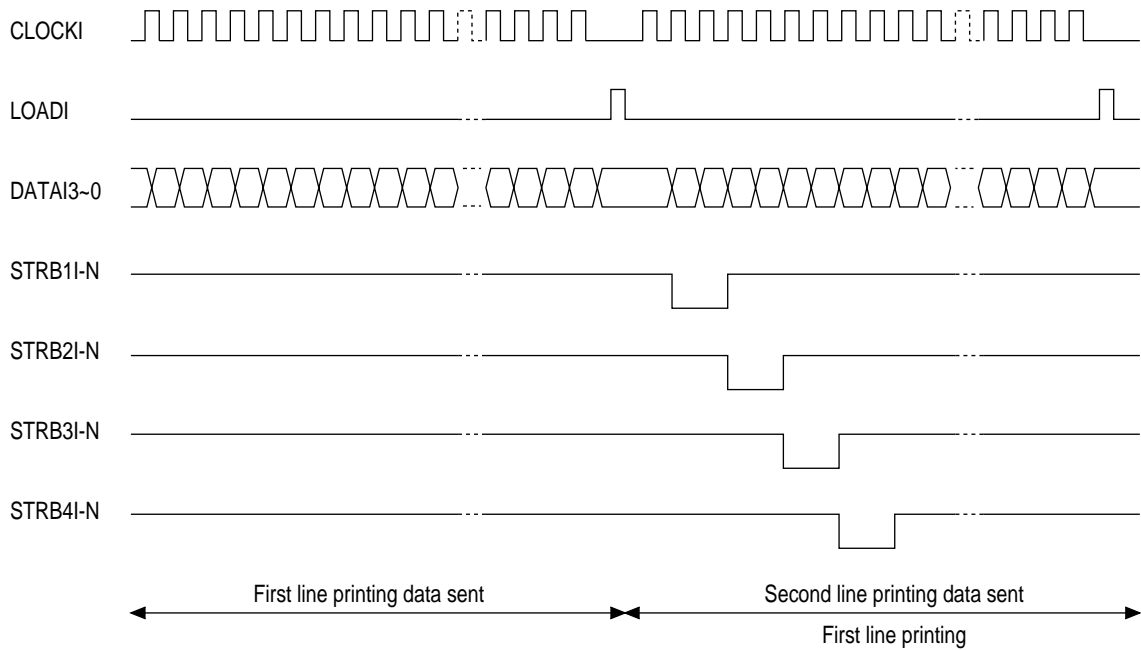 CLOCKI
LOADI
DATAI3~0
STRB1I-N
STRB2I-N
STRB3I-N
STRB4I-N
First line printing data sent
Second line printing data sent
First line printing